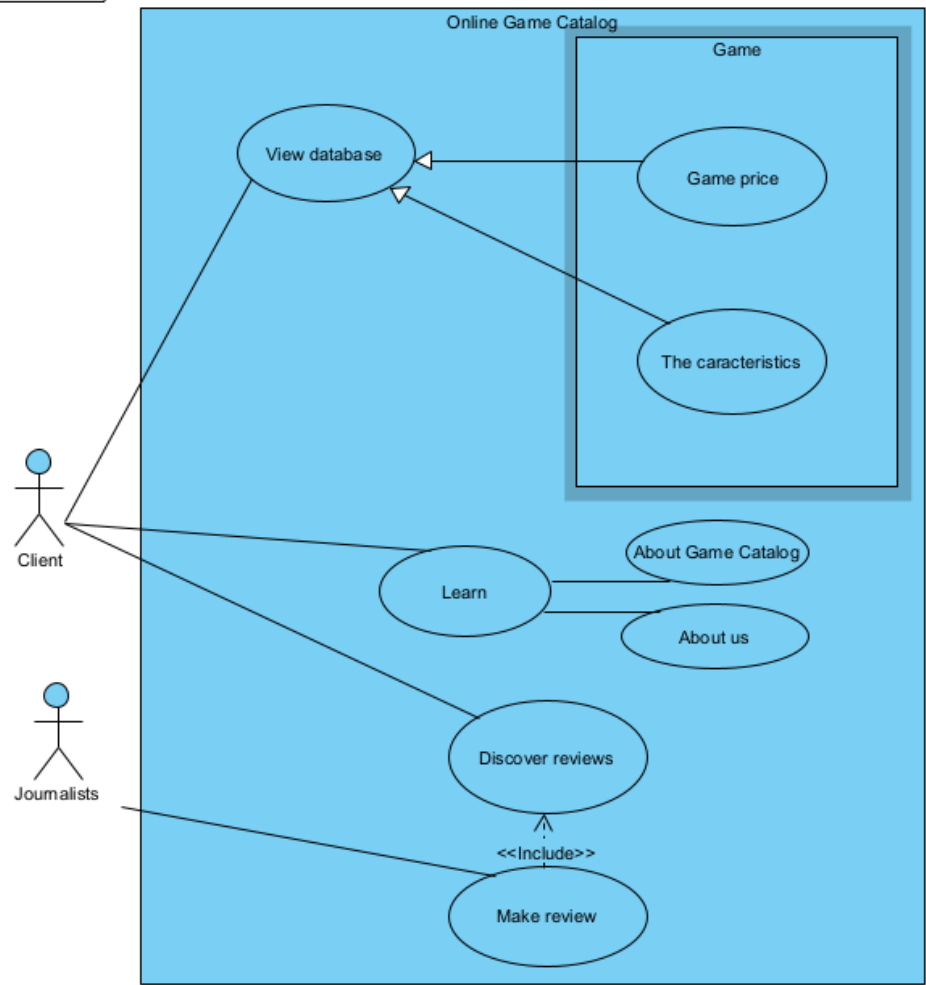 Online Game Catalog
Game
View database
Game price
The caracteristics
Client
About Game Catalog
Learn
About us
Journalists
Discover reviews
<<Include>>
Make review